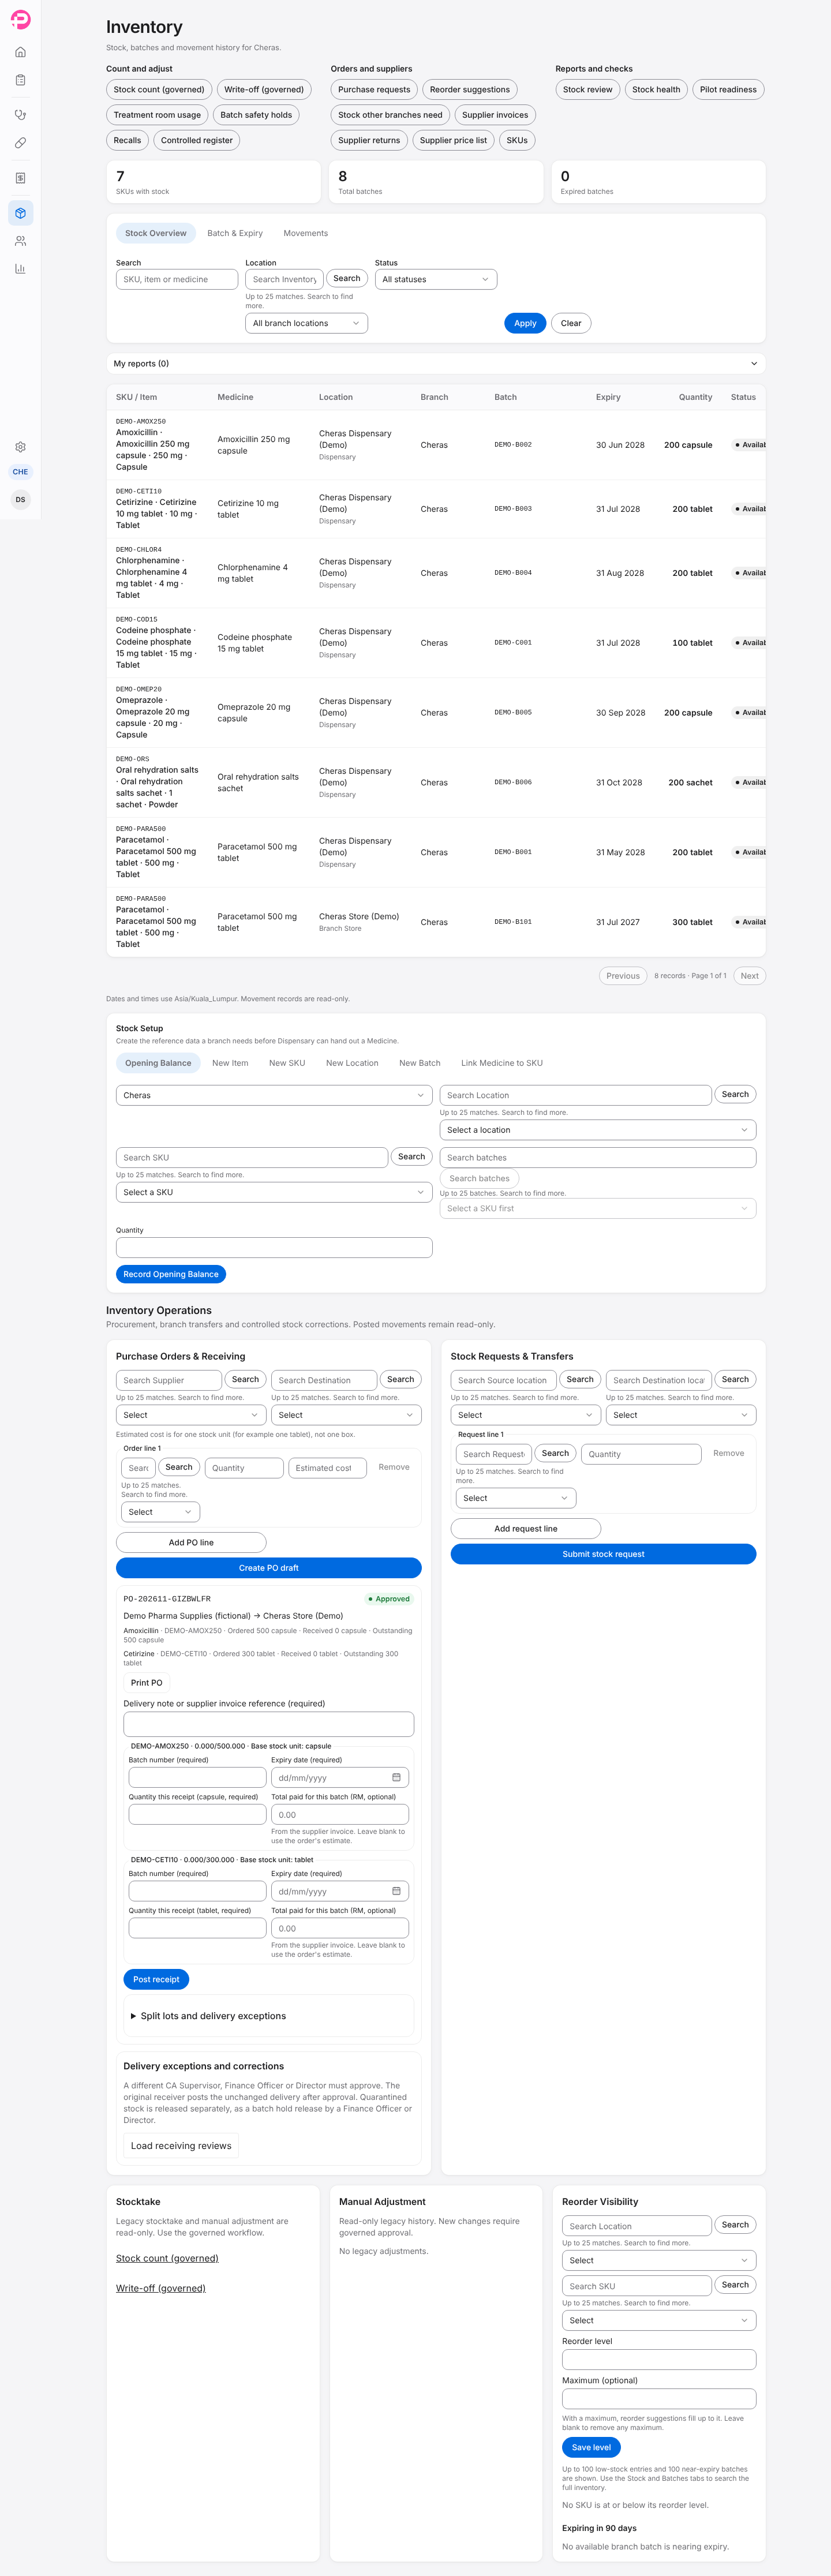 Inventory
Stock, batches and movement history for Cheras.
Count and adjust
Stock count (governed)
Write-off (governed)
Treatment room usage
Batch safety holds
Recalls
Controlled register
Orders and suppliers
Purchase requests
Reorder suggestions
Stock other branches need
Supplier invoices
Supplier returns
Supplier price list
SKUs
Reports and checks
Stock review
Stock health
Pilot readiness
7
SKUs with stock
8
Total batches
0
Expired batches
Stock Overview
Batch & Expiry
Movements
Search
SKU, item or medicine
Location
Search Inventory
Search
Up to 25 matches. Search to find
more.
All branch locations
Status
All statuses
Apply
Clear
My reports (0)
CHE
DS
SKU / Item Medicine Location Branch Batch Expiry Quantity Status
DEMO-AMOX250
Amoxicillin ·
Amoxicillin 250 mg
capsule · 250 mg ·
Capsule
Amoxicillin 250 mg
capsule
Cheras Dispensary
(Demo)
Dispensary
Cheras
DEMO-B002
30 Jun 2028
200 capsule
Availab
DEMO-CETI10
Cetirizine · Cetirizine
10 mg tablet · 10 mg ·
Tablet
Cetirizine 10 mg
tablet
Cheras Dispensary
(Demo)
Dispensary
Cheras
DEMO-B003
31 Jul 2028
200 tablet
Availab
DEMO-CHLOR4
Chlorphenamine ·
Chlorphenamine 4
mg tablet · 4 mg ·
Tablet
Chlorphenamine 4
mg tablet
Cheras Dispensary
(Demo)
Dispensary
Cheras
DEMO-B004
31 Aug 2028
200 tablet
Availab
DEMO-COD15
Codeine phosphate ·
Codeine phosphate
15 mg tablet · 15 mg ·
Tablet
Codeine phosphate
15 mg tablet
Cheras Dispensary
(Demo)
Dispensary
Cheras
DEMO-C001
31 Jul 2028
100 tablet
Availab
DEMO-OMEP20
Omeprazole ·
Omeprazole 20 mg
capsule · 20 mg ·
Capsule
Omeprazole 20 mg
capsule
Cheras Dispensary
(Demo)
Dispensary
Cheras
DEMO-B005
30 Sep 2028
200 capsule
Availab
DEMO-ORS
Oral rehydration salts
· Oral rehydration
salts sachet · 1
sachet · Powder
Oral rehydration salts
sachet
Cheras Dispensary
(Demo)
Dispensary
Cheras
DEMO-B006
31 Oct 2028
200 sachet
Availab
DEMO-PARA500
Paracetamol ·
Paracetamol 500 mg
tablet · 500 mg ·
Tablet
Paracetamol 500 mg
tablet
Cheras Dispensary
(Demo)
Dispensary
Cheras
DEMO-B001
31 May 2028
200 tablet
Availab
DEMO-PARA500
Paracetamol ·
Paracetamol 500 mg
tablet · 500 mg ·
Tablet
Paracetamol 500 mg
tablet
Cheras Store (Demo)
Branch Store
Cheras
DEMO-B101
31 Jul 2027
300 tablet
Availab
Previous
8 records · Page 1 of 1
Next
Dates and times use Asia/Kuala_Lumpur. Movement records are read-only.
Stock Setup
Create the reference data a branch needs before Dispensary can hand out a Medicine.
Opening Balance
New Item
New SKU
New Location
New Batch
Link Medicine to SKU
Cheras
Search Location
Search
Up to 25 matches. Search to find more.
Select a location
Search SKU
Search
Up to 25 matches. Search to find more.
Select a SKU
Search batches
Search batches
Up to 25 batches. Search to find more.
Select a SKU first
Quantity
Record Opening Balance
Inventory Operations
Procurement, branch transfers and controlled stock corrections. Posted movements remain read-only.
Purchase Orders & Receiving
Search Supplier
Search
Up to 25 matches. Search to find more.
Select
Search Destination
Search
Up to 25 matches. Search to find more.
Select
Estimated cost is for one stock unit (for example one tablet), not one box.
Order line 1
Searc
Search
Quantity
Estimated cost
Remove
Up to 25 matches.
Search to find more.
Select
Add PO line
Create PO draft
PO-202611-GIZBWLFR
Approved
Demo Pharma Supplies (fictional) → Cheras Store (Demo)
Amoxicillin · DEMO-AMOX250 · Ordered 500 capsule · Received 0 capsule · Outstanding
500 capsule
Cetirizine · DEMO-CETI10 · Ordered 300 tablet · Received 0 tablet · Outstanding 300
tablet
Print PO
Delivery note or supplier invoice reference (required)
DEMO-AMOX250 · 0.000/500.000 · Base stock unit: capsule
Batch number (required)
Expiry date (required)
dd/mm/yyyy
Quantity this receipt (capsule, required)
Total paid for this batch (RM, optional)
0.00
From the supplier invoice. Leave blank to
use the order's estimate.
DEMO-CETI10 · 0.000/300.000 · Base stock unit: tablet
Batch number (required)
Expiry date (required)
dd/mm/yyyy
Quantity this receipt (tablet, required)
Total paid for this batch (RM, optional)
0.00
From the supplier invoice. Leave blank to
use the order's estimate.
Post receipt
Split lots and delivery exceptions
Delivery exceptions and corrections
A different CA Supervisor, Finance Officer or Director must approve. The
original receiver posts the unchanged delivery after approval. Quarantined
stock is released separately, as a batch hold release by a Finance Officer or
Director.
Load receiving reviews
Stock Requests & Transfers
Search Source location
Search
Up to 25 matches. Search to find more.
Select
Search Destination locat
Search
Up to 25 matches. Search to find more.
Select
Request line 1
Search Requeste
Search
Quantity
Remove
Up to 25 matches. Search to find
more.
Select
Add request line
Submit stock request
Stocktake
Legacy stocktake and manual adjustment are
read-only. Use the governed workflow.
Stock count (governed)
Write-off (governed)
Manual Adjustment
Read-only legacy history. New changes require
governed approval.
No legacy adjustments.
Reorder Visibility
Search Location
Search
Up to 25 matches. Search to find more.
Select
Search SKU
Search
Up to 25 matches. Search to find more.
Select
Reorder level
Maximum (optional)
With a maximum, reorder suggestions fill up to it. Leave
blank to remove any maximum.
Save level
Up to 100 low-stock entries and 100 near-expiry batches
are shown. Use the Stock and Batches tabs to search the
full inventory.
No SKU is at or below its reorder level.
Expiring in 90 days
No available branch batch is nearing expiry.